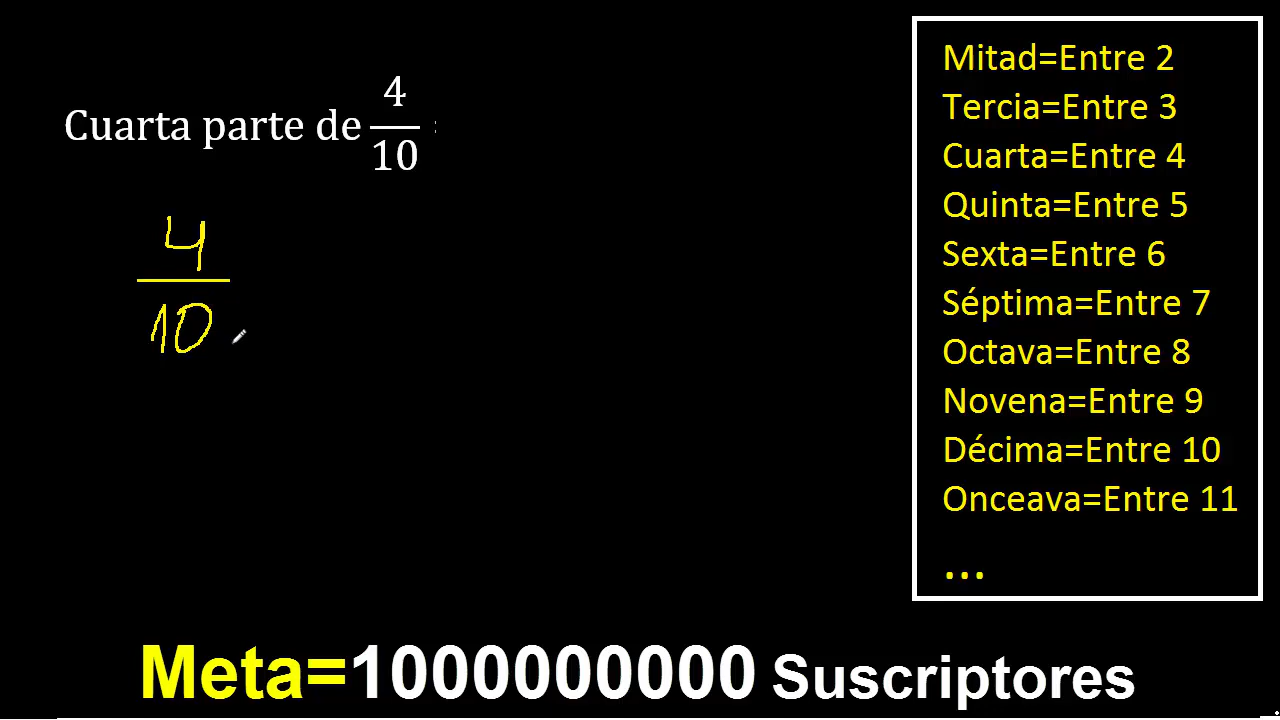 Cuarta parte de 4/10 :
4
10
Mitad=Entre 2
Tercia=Entre 3
Cuarta=Entre 4
Quinta=Entre 5
Sexta=Entre 6
Séptima=Entre 7
Octava=Entre 8
Novena=Entre 9
Décima=Entre 10
Onceava=Entre 11
...
Meta=1000000000 Suscriptores